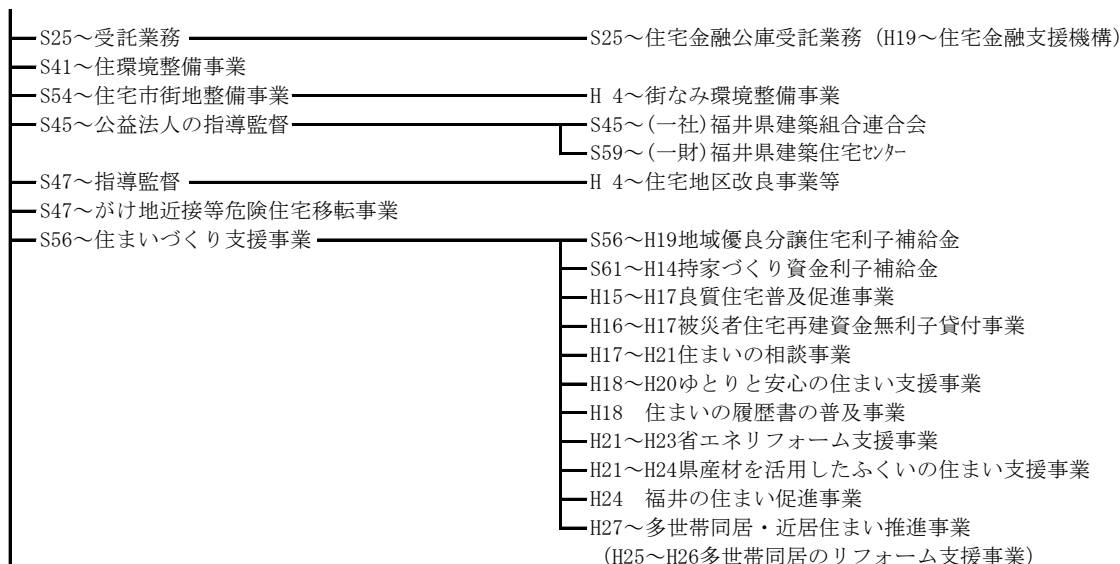 S25～受託業務 S25～住宅金融公庫受託業務（H19～住宅金融支援機構）
S41～住環境整備事業
S54～住宅市街地整備事業 H 4～街なみ環境整備事業
S45～公益法人の指導監督 S45～(一社)福井県建築組合連合会
S59～(一財)福井県建築住宅ｾﾝﾀｰ
S47～指導監督 H 4～住宅地区改良事業等
S47～がけ地近接等危険住宅移転事業
S56～住まいづくり支援事業 S56～H19地域優良分譲住宅利子補給金
S61～H14持家づくり資金利子補給金
H15～H17良質住宅普及促進事業
H16～H17被災者住宅再建資金無利子貸付事業
H17～H21住まいの相談事業
H18～H20ゆとりと安心の住まい支援事業
H18　住まいの履歴書の普及事業
H21～H23省エネリフォーム支援事業
H21～H24県産材を活用したふくいの住まい支援事業
H24　福井の住まい促進事業
H27～多世帯同居・近居住まい推進事業
（H25～H26多世帯同居のリフォーム支援事業）